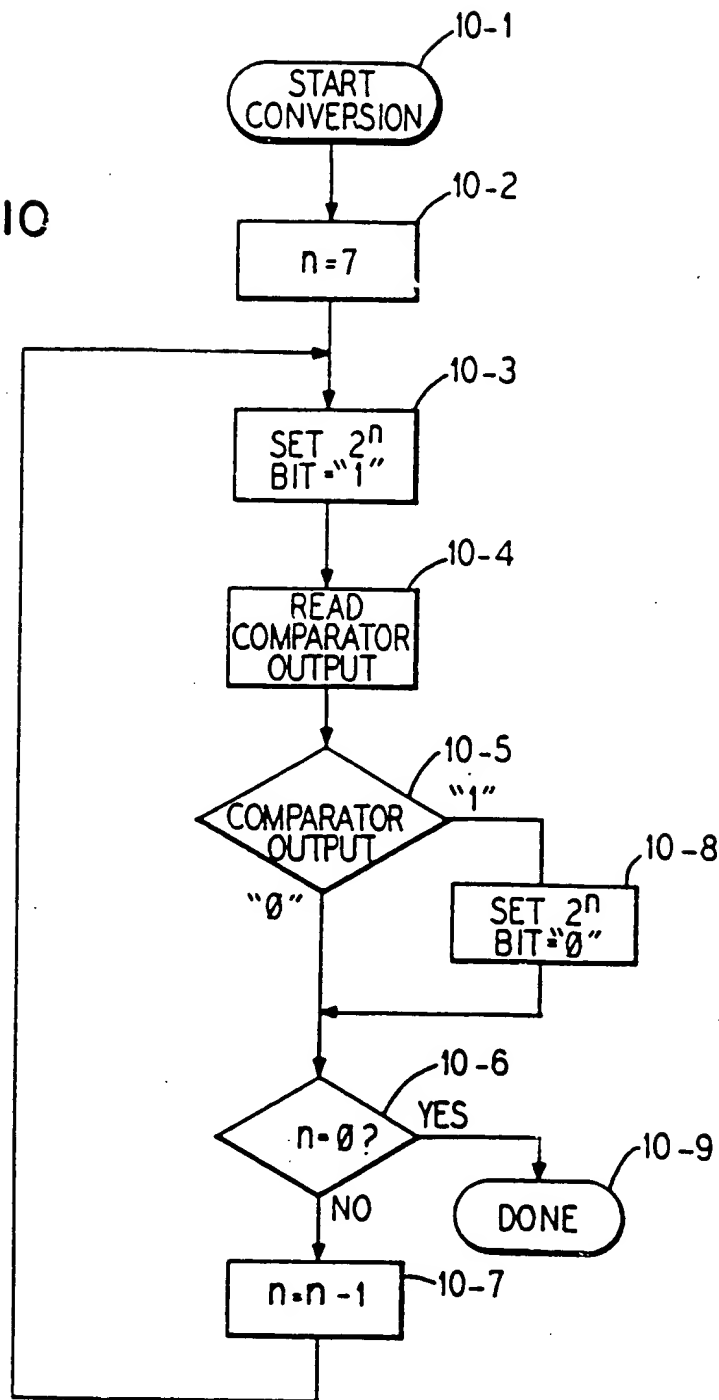 10-1
START
CONVERSION
10
10-2
n=7
10-3
SET 2ⁿ
BIT="1"
10-4
READ
COMPARATOR
OUTPUT
10-5
"1"
COMPARATOR
OUTPUT
"Ø"
10-8
SET 2ⁿ
BIT="Ø"
10-6
n=Ø?
YES
NO
10-9
DONE
n=n-1
10-7